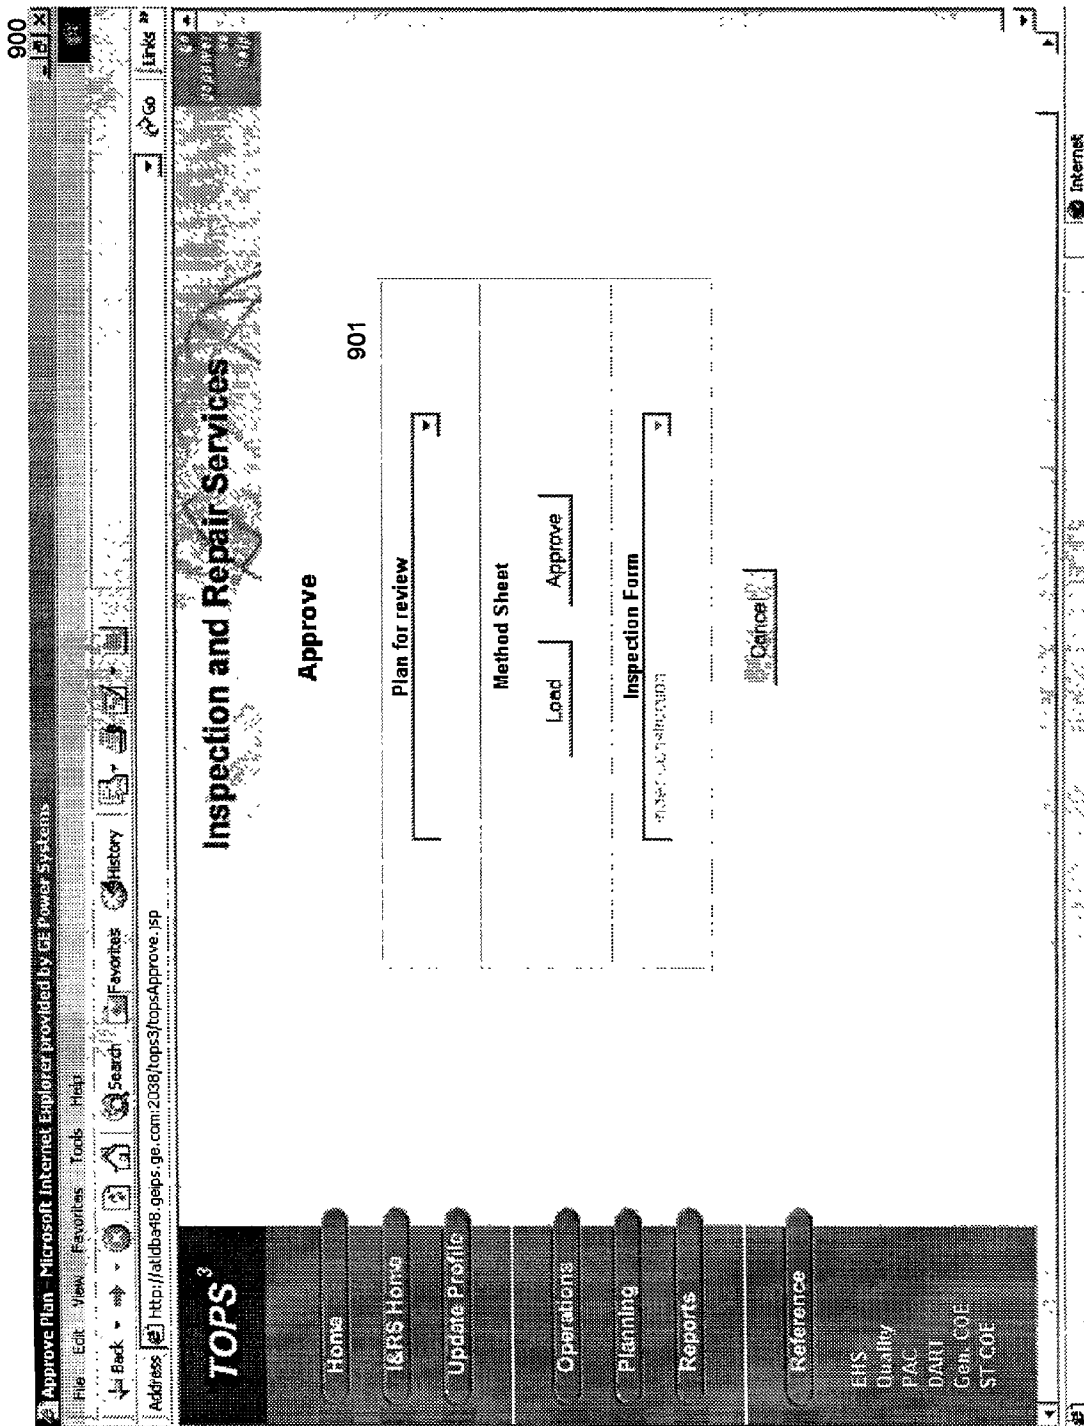 900
Approve Plan - Microsoft Internet Explorer provided by GE Power Systems
File Edit View Favorites Tools Help
Back Search Favorites History
Address http://atldba48.geips.ge.com:2038/tops3/topsApprove.jsp Go Links »
TOPS3
Inspection and Repair Services
Home
I&RS Home
Update Profile
Operations
Planning
Reports
Reference
EHS
Quality
PAC
DART
Gen. COE
ST COE
Approve
901
Plan for review
Method Sheet
Load Approve
Inspection Form
Cancel
Internet